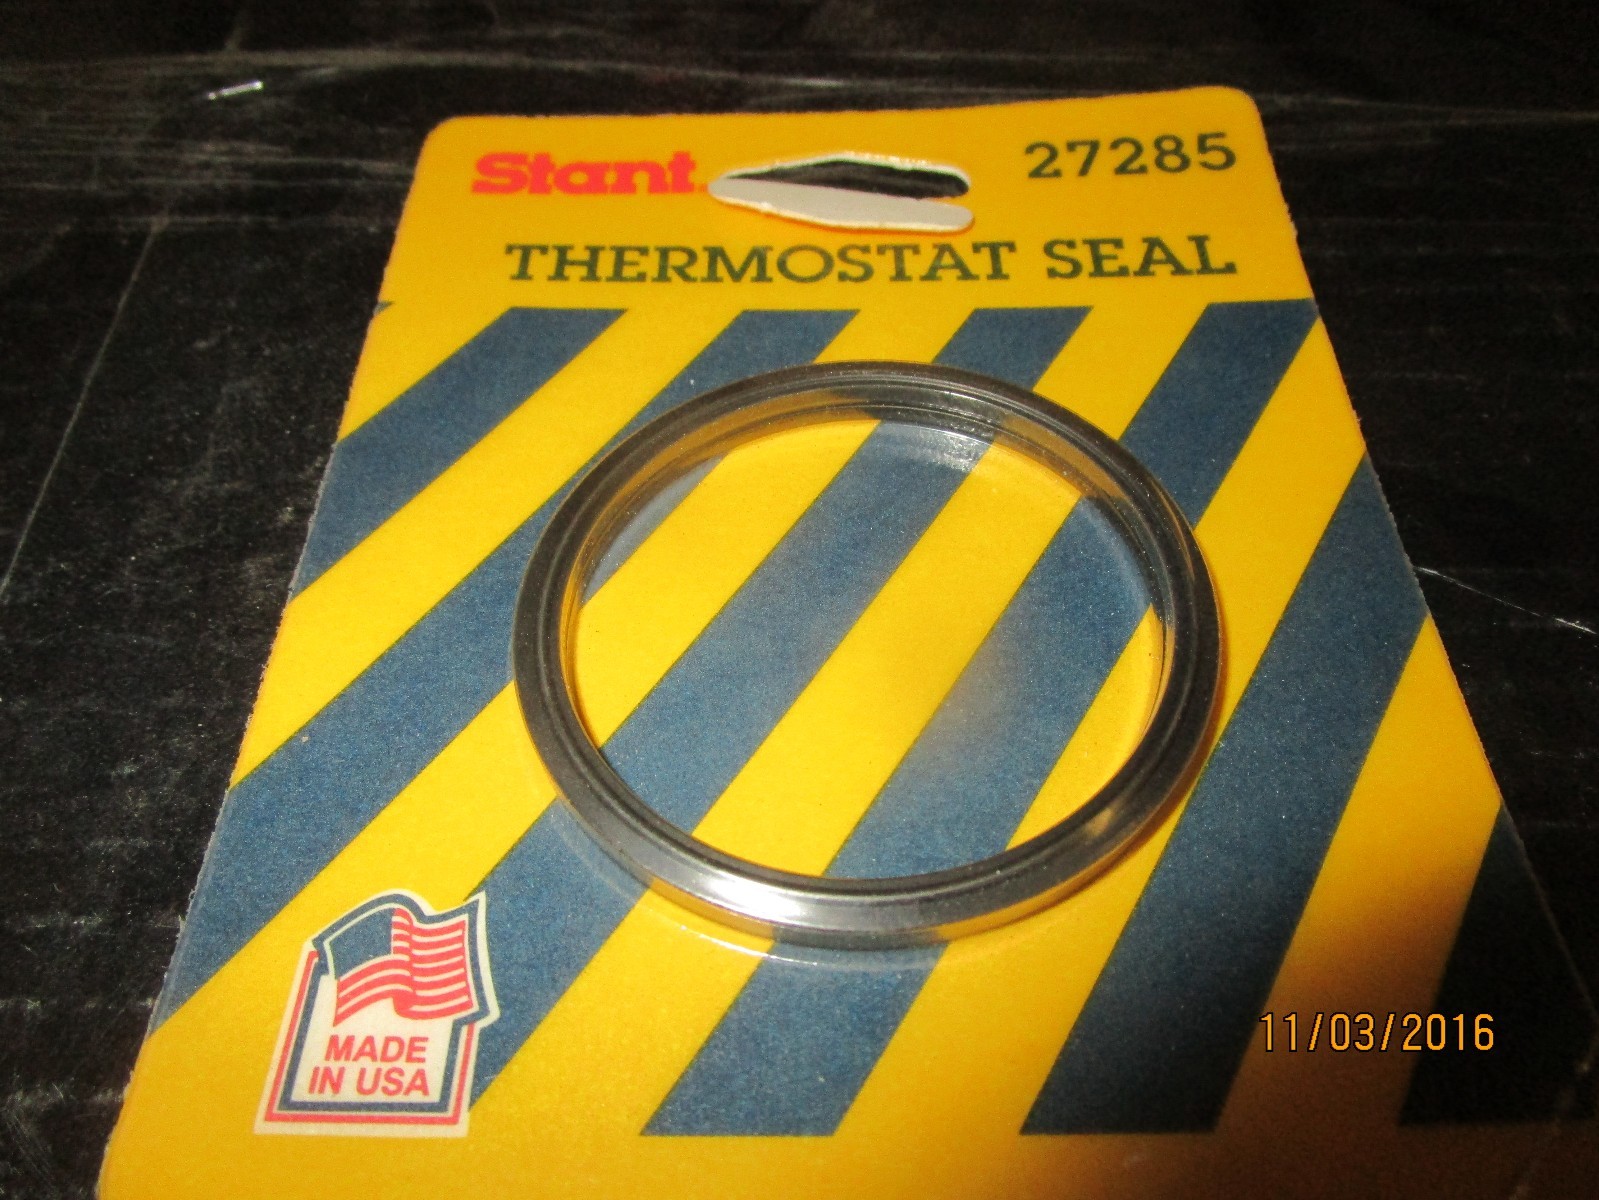 Stant
27285
THERMOSTAT SEAL
MADE
IN USA
11/03/2016